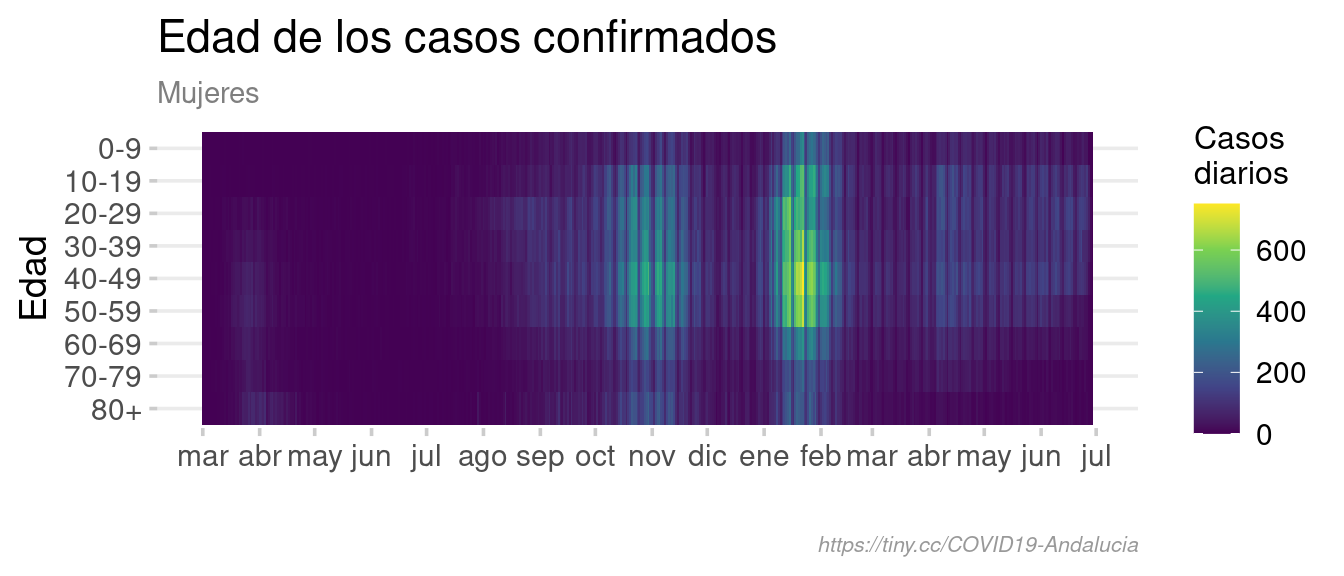 Edad de los casos confirmados
Mujeres
Edad
0-9
10-19
20-29
30-39
40-49
50-59
60-69
70-79
80+
mar abr may jun jul ago sep oct nov dic ene feb mar abr may jun jul
Casos
diarios
600
400
200
0
https://tiny.cc/COVID19-Andalucia